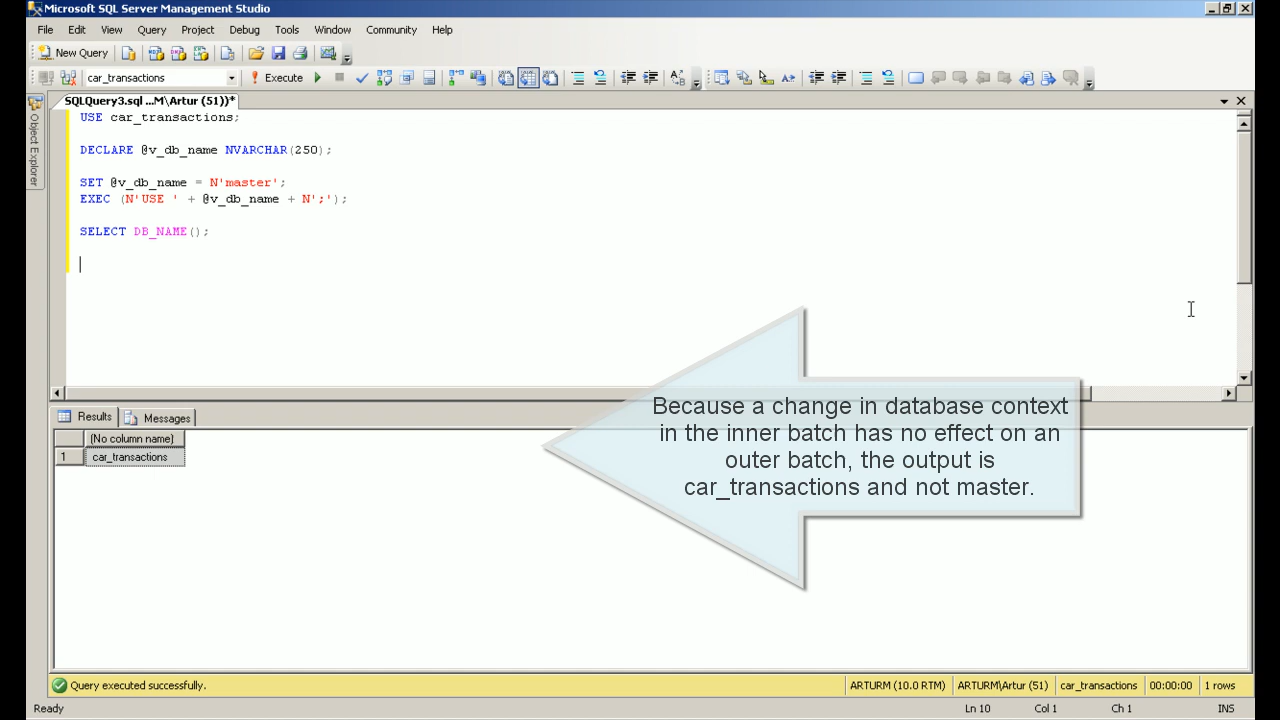 Microsoft SQL Server Management Studio
File Edit View Query Project Debug Tools Window Community Help
New Query
car_transactions Execute
SQLQuery3.sql ...M\Artur (51))*
Object Explorer
USE car_transactions;
DECLARE @v_db_name NVARCHAR(250);
SET @v_db_name = N'master';
EXEC (N'USE ' + @v_db_name + N';');
SELECT DB_NAME();
Results Messages
(No column name)
1 car_transactions
Because a change in database context
in the inner batch has no effect on an
outer batch, the output is
car_transactions and not master.
Query executed successfully. ARTURM (10.0 RTM) ARTURM\Artur (51) car_transactions 00:00:00 1 rows
Ready Ln 10 Col 1 Ch 1 INS